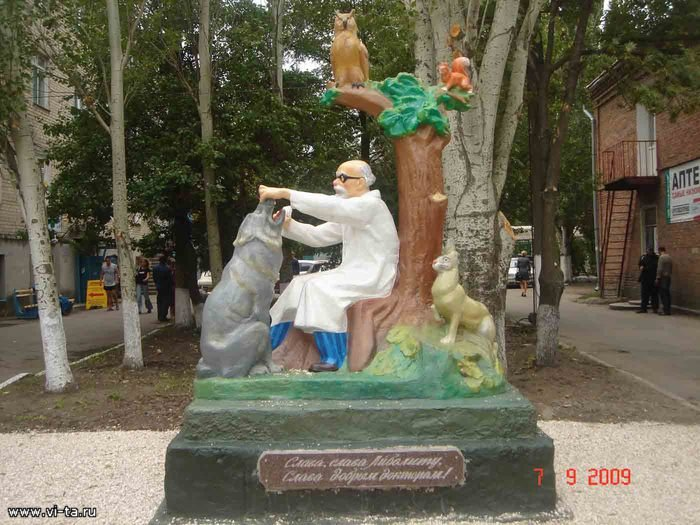 АПТЕ
Слава, слава Айболиту,
Слава добрым докторам!
7 9 2009
www.vi-ta.ru